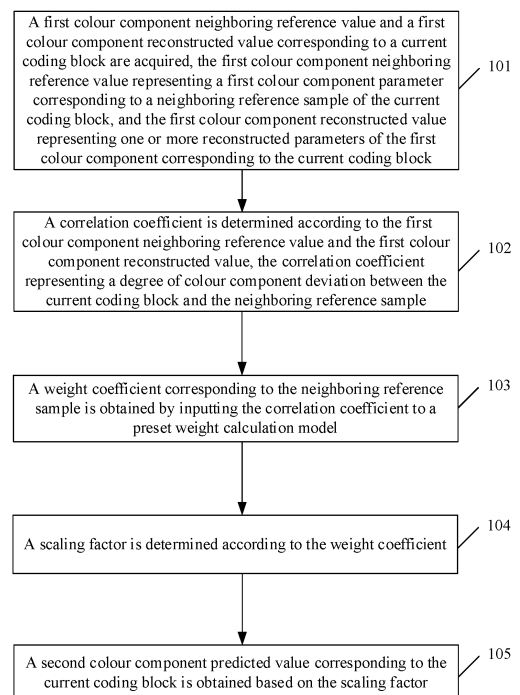 A first colour component neighboring reference value and a first
colour component reconstructed value corresponding to a current
coding block are acquired, the first colour component neighboring
reference value representing a first colour component parameter
corresponding to a neighboring reference sample of the current
coding block, and the first colour component reconstructed value
representing one or more reconstructed parameters of the first
colour component corresponding to the current coding block
101
A correlation coefficient is determined according to the first
colour component neighboring reference value and the first colour
component reconstructed value, the correlation coefficient
representing a degree of colour component deviation between the
current coding block and the neighboring reference sample
102
A weight coefficient corresponding to the neighboring reference
sample is obtained by inputting the correlation coefficient to a
preset weight calculation model
103
A scaling factor is determined according to the weight coefficient
104
A second colour component predicted value corresponding to the
current coding block is obtained based on the scaling factor
105